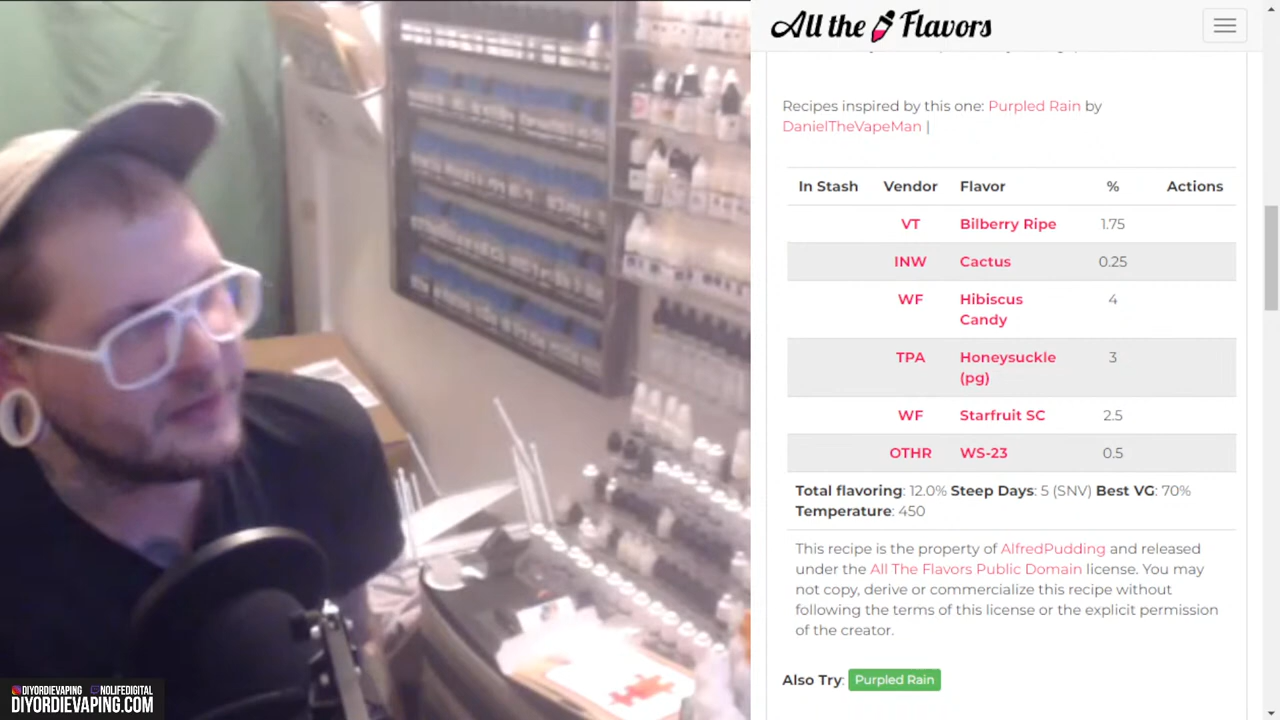 All the Flavors
Recipes inspired by this one: Purpled Rain by
DanielTheVapeMan |
In Stash Vendor Flavor % Actions
VT Bilberry Ripe 1.75
INW Cactus 0.25
WF Hibiscus Candy 4
TPA Honeysuckle (pg) 3
WF Starfruit SC 2.5
OTHR WS-23 0.5
Total flavoring: 12.0% Steep Days: 5 (SNV) Best VG: 70%
Temperature: 450
This recipe is the property of AlfredPudding and released
under the All The Flavors Public Domain license. You may
not copy, derive or commercialize this recipe without
following the terms of this license or the explicit permission
of the creator.
Also Try: Purpled Rain
DIYORDIEVAPING NOLIFEDIGITAL
DIYORDIEVAPING.COM